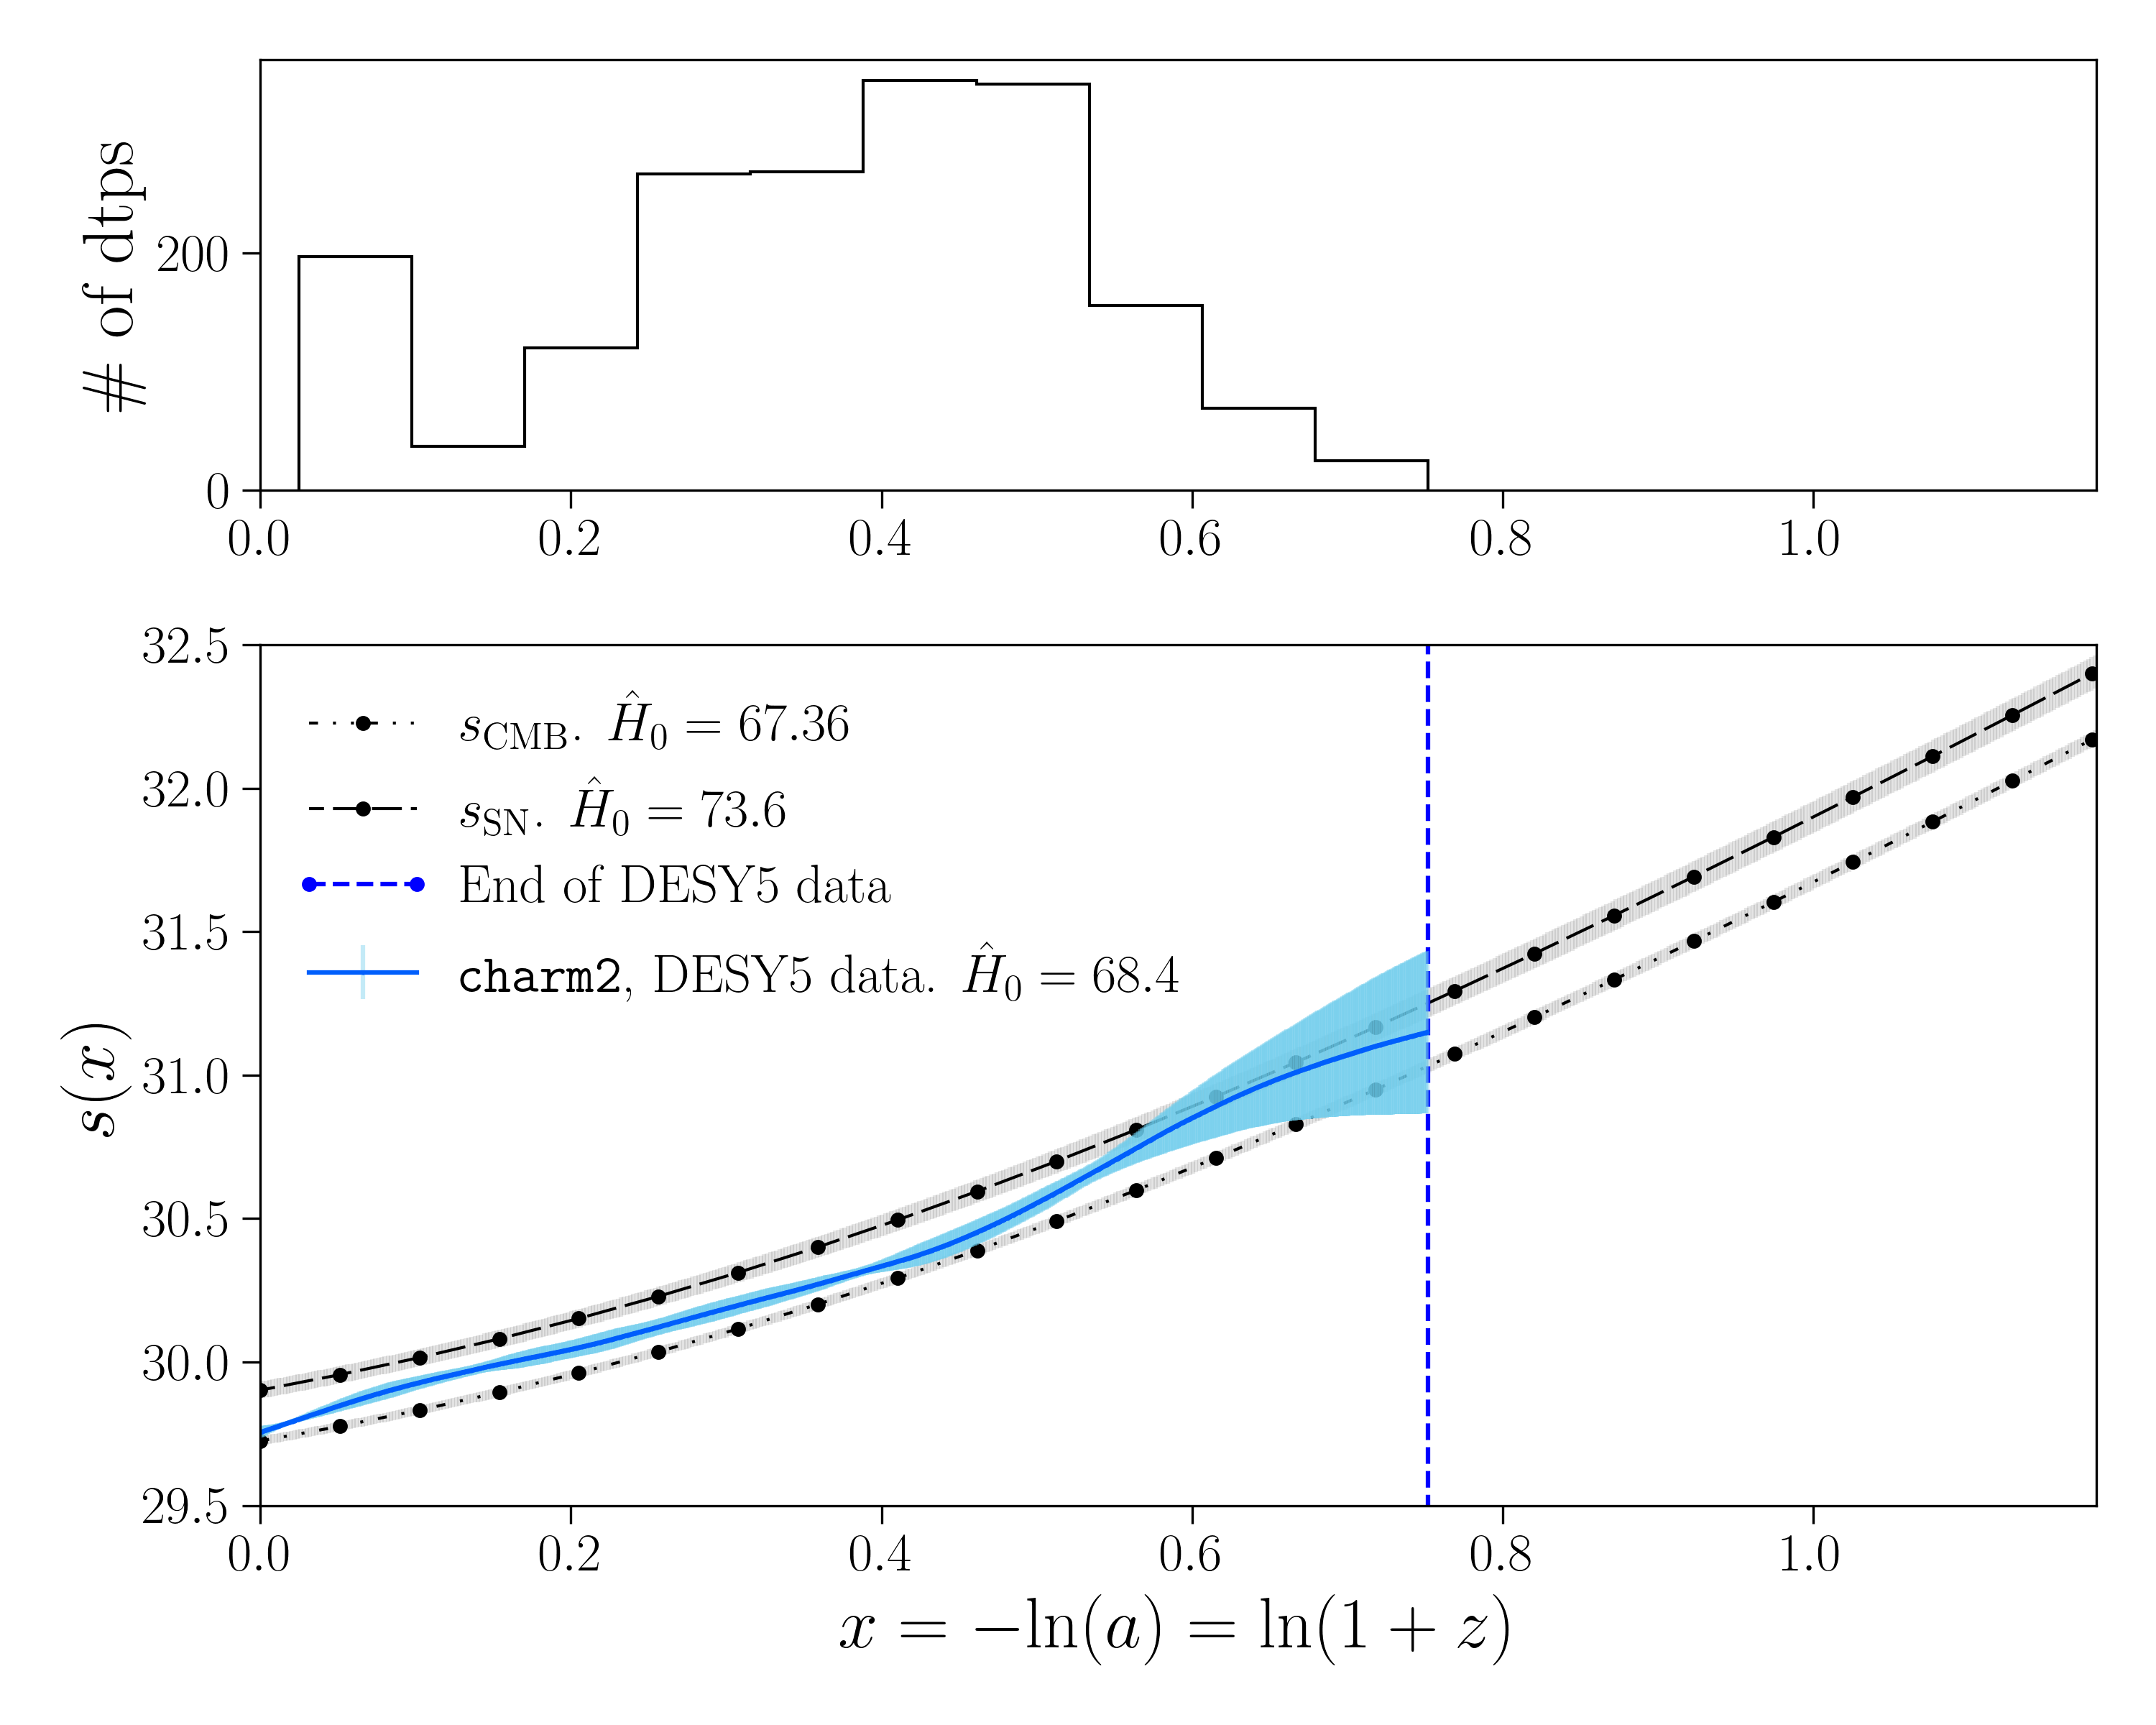 # of dtps
200
0
0.0 0.2 0.4 0.6 0.8 1.0
s(x)
32.5
32.0
31.5
31.0
30.5
30.0
29.5
s_CMB. Ĥ_0 = 67.36
s_SN. Ĥ_0 = 73.6
End of DESY5 data
charm2, DESY5 data. Ĥ_0 = 68.4
0.0 0.2 0.4 0.6 0.8 1.0
x = −ln(a) = ln(1 + z)